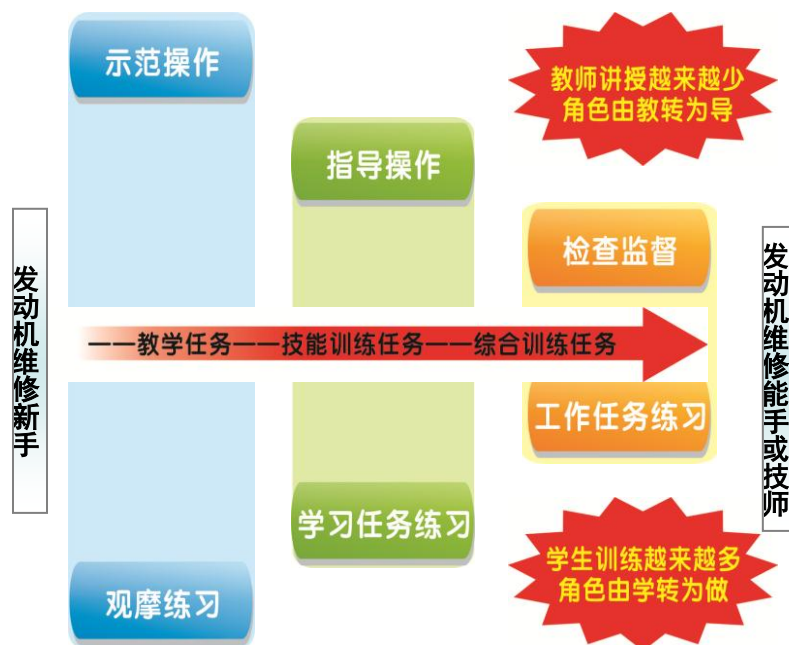 示范操作
教师讲授越来越少
角色由教转为导
指导操作
检查监督
发动机维修新手
——教学任务——技能训练任务——综合训练任务
发动机维修能手或技师
工作任务练习
学习任务练习
学生训练越来越多
角色由学转为做
观摩练习